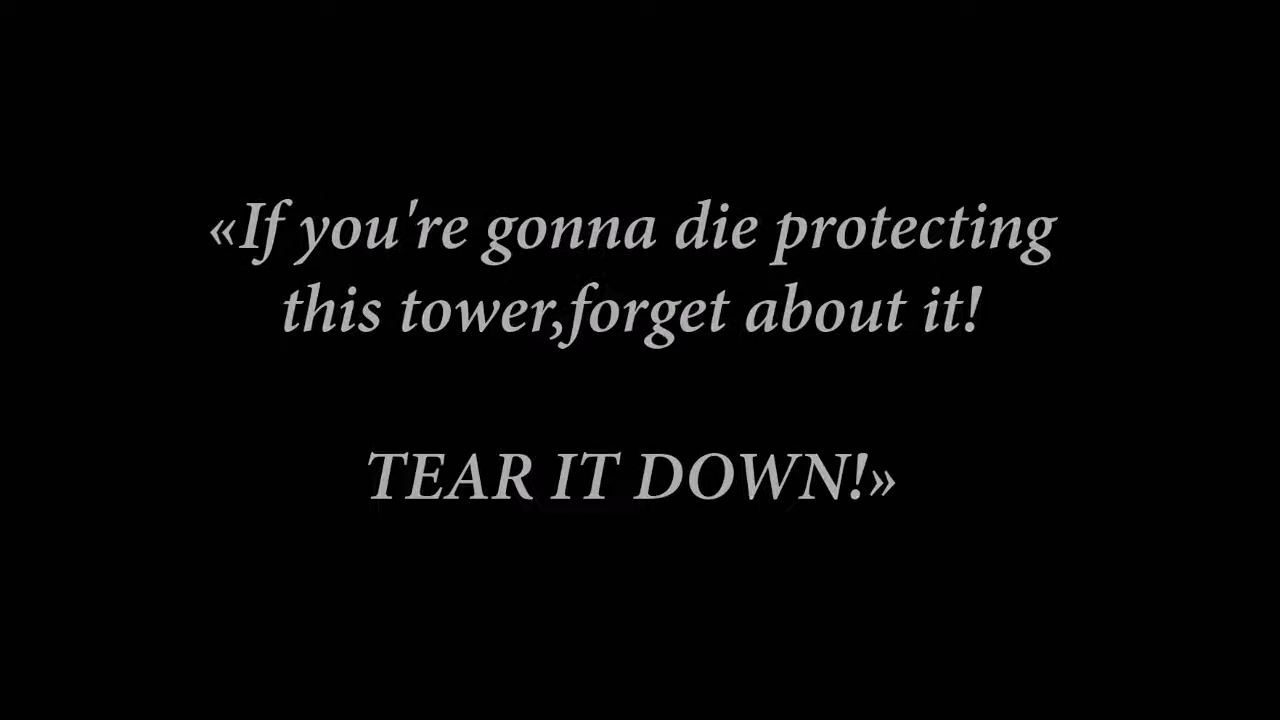 «If you're gonna die protecting
this tower,forget about it!
TEAR IT DOWN!»